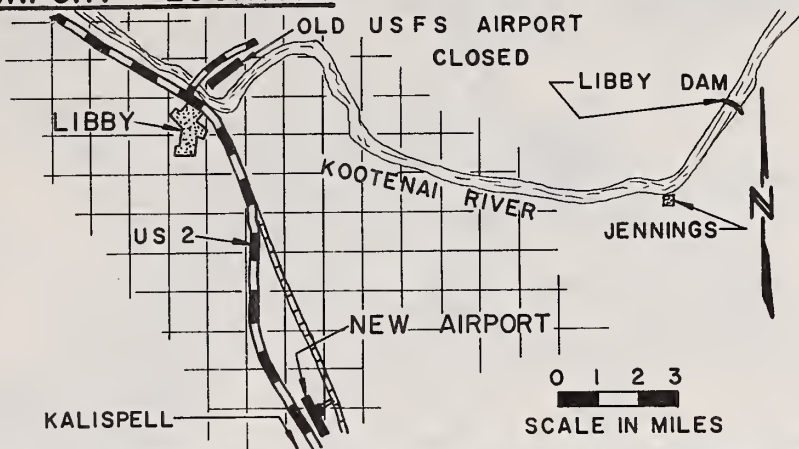 OLD USFS AIRPORT
CLOSED
LIBBY DAM
LIBBY
KOOTENAI RIVER
JENNINGS
N
US 2
NEW AIRPORT
0 1 2 3
SCALE IN MILES
KALISPELL